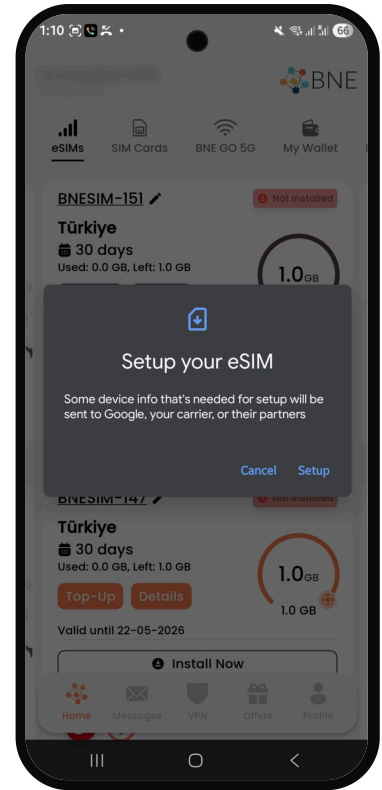 1:10
66
BNE
eSIMs
SIM Cards
BNE GO 5G
My Wallet
BNESIM-151
Not Installed
Türkiye
30 days
Used: 0.0 GB, Left: 1.0 GB
1.0GB
Setup your eSIM
Some device info that's needed for setup will be
sent to Google, your carrier, or their partners
Cancel
Setup
BNESIM-147
Not Installed
Türkiye
30 days
Used: 0.0 GB, Left: 1.0 GB
1.0GB
Top-Up
Details
1.0 GB
Valid until 22-05-2026
Install Now
Home
Messages
VPN
Offers
Profile